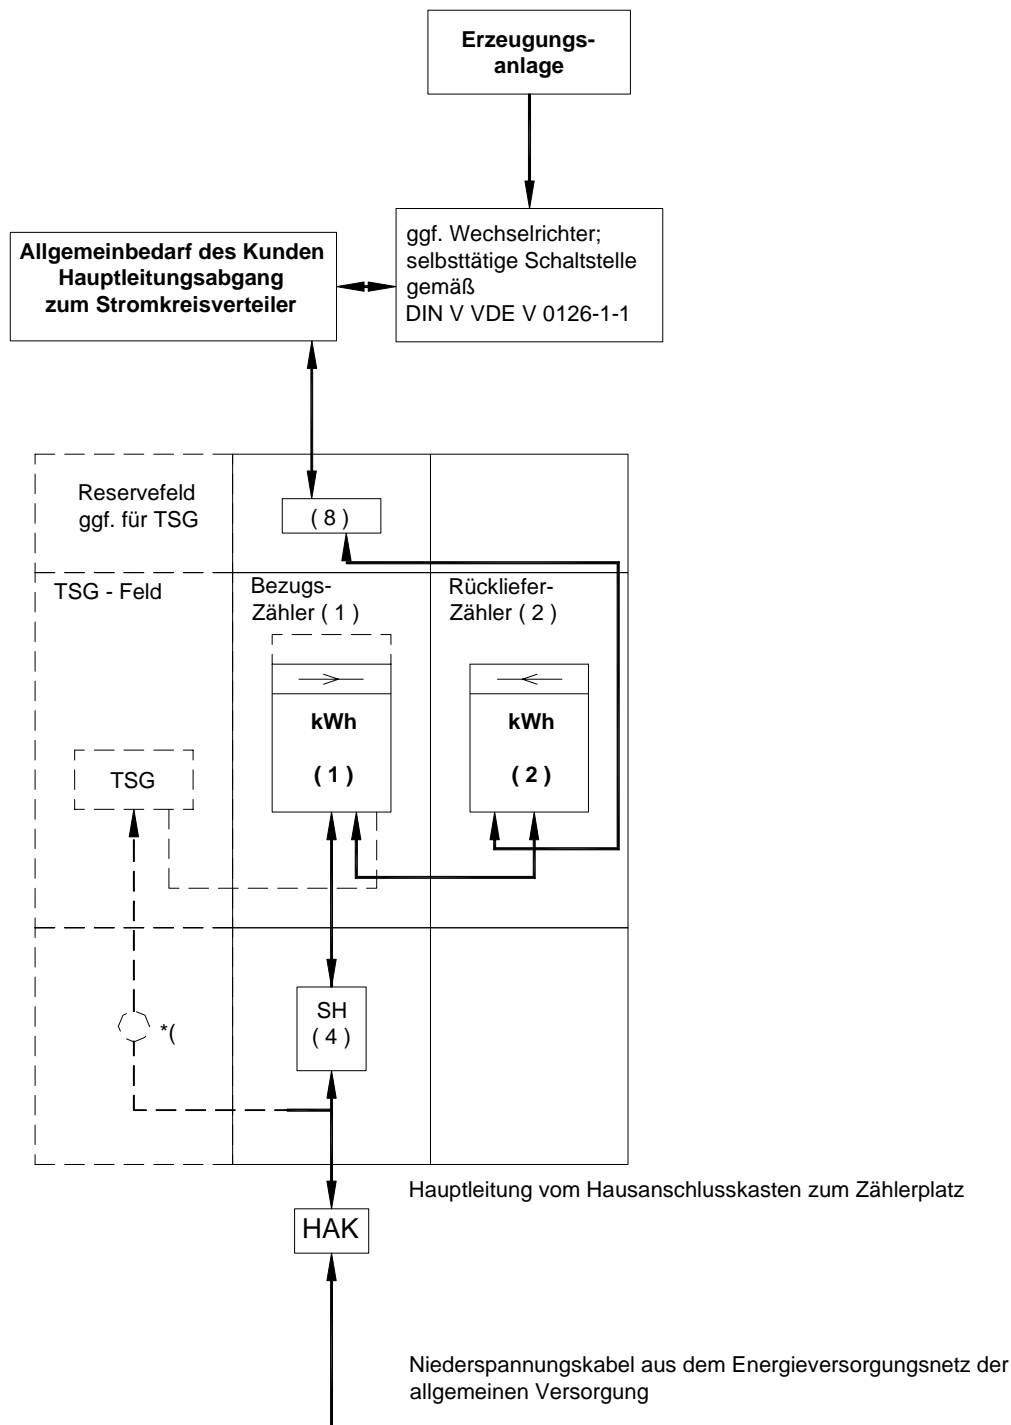 Erzeugungs-
anlage
ggf. Wechselrichter;
selbsttätige Schaltstelle
gemäß
DIN V VDE V 0126-1-1
Allgemeinbedarf des Kunden
Hauptleitungsabgang
zum Stromkreisverteiler
Reservefeld
ggf. für TSG
( 8 )
TSG - Feld
Bezugs-
Zähler ( 1 )
Rückliefer-
Zähler ( 2 )
kWh
( 1 )
kWh
( 2 )
TSG
*(
SH
( 4 )
Hauptleitung vom Hausanschlusskasten zum Zählerplatz
HAK
Niederspannungskabel aus dem Energieversorgungsnetz der
allgemeinen Versorgung